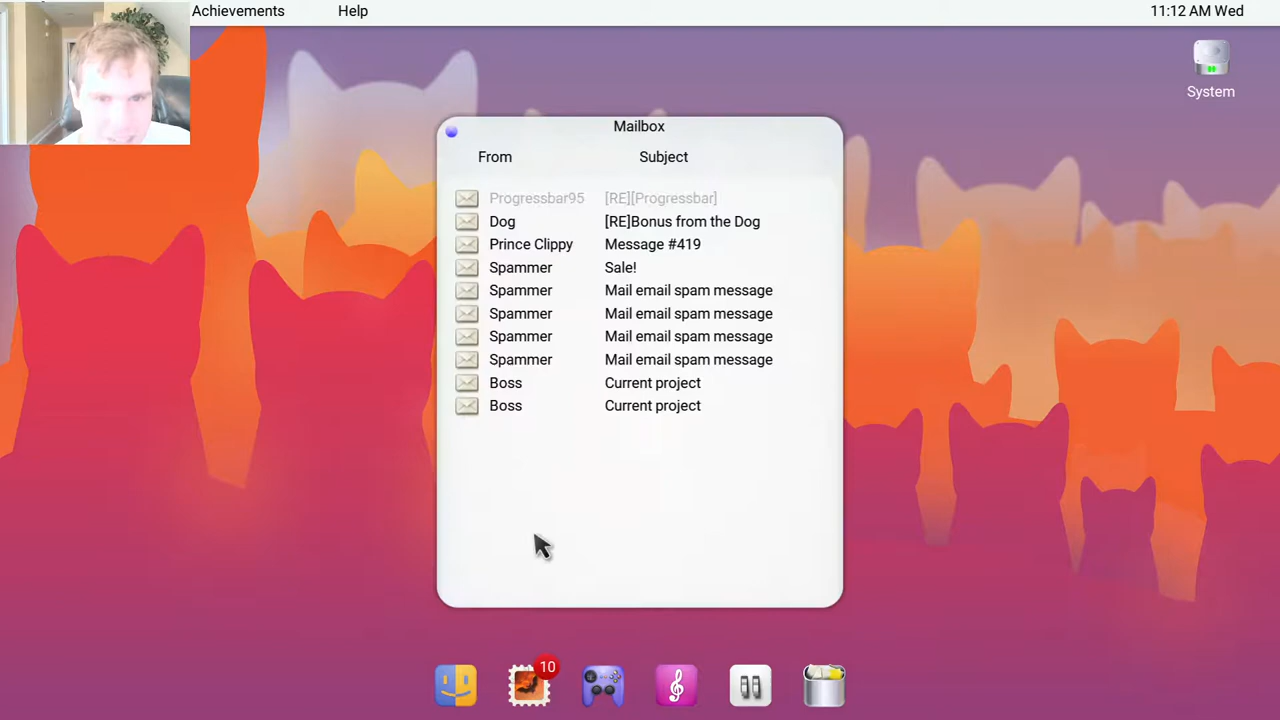 Achievements Help 11:12 AM Wed
System
Mailbox
From Subject
Progressbar95 [RE][Progressbar]
Dog [RE]Bonus from the Dog
Prince Clippy Message #419
Spammer Sale!
Spammer Mail email spam message
Spammer Mail email spam message
Spammer Mail email spam message
Spammer Mail email spam message
Boss Current project
Boss Current project
10